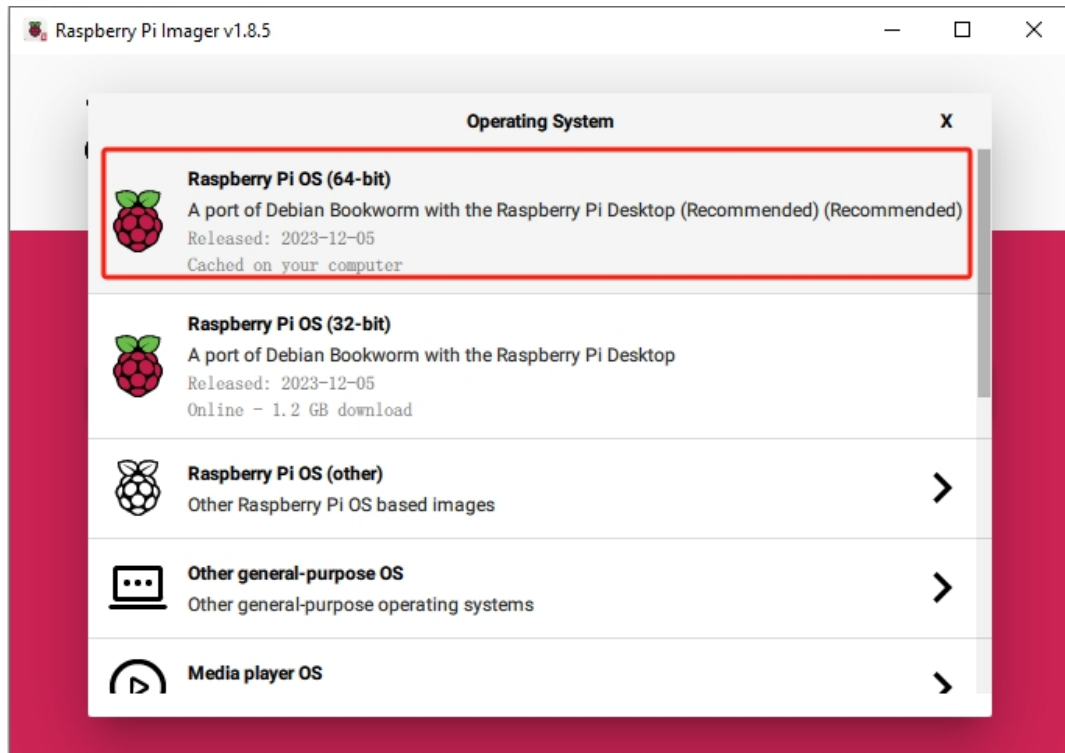 Raspberry Pi Imager v1.8.5
Operating System
X
Raspberry Pi OS (64-bit)
A port of Debian Bookworm with the Raspberry Pi Desktop (Recommended) (Recommended)
Released: 2023-12-05
Cached on your computer
Raspberry Pi OS (32-bit)
A port of Debian Bookworm with the Raspberry Pi Desktop
Released: 2023-12-05
Online - 1.2 GB download
Raspberry Pi OS (other)
Other Raspberry Pi OS based images
Other general-purpose OS
Other general-purpose operating systems
Media player OS